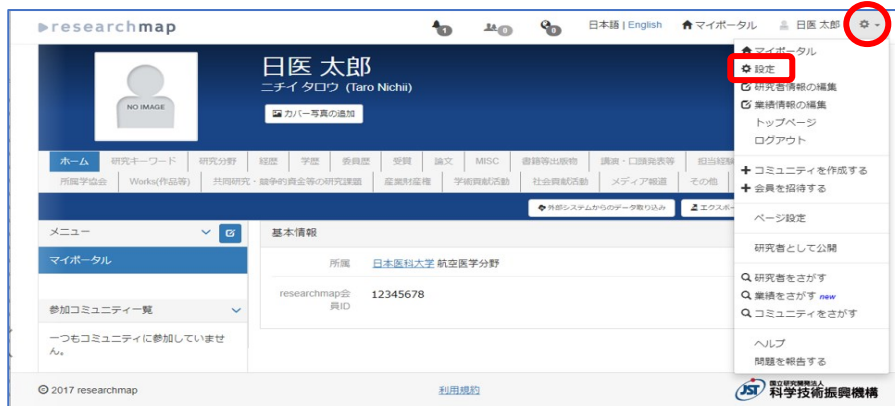 researchmap
1
0
0
日本語 | English
マイポータル
日医 太郎
NO IMAGE
日医 太郎
ニチイ タロウ (Taro Nichii)
カバー写真の追加
ホーム 研究キーワード 研究分野 経歴 学歴 委員歴 受賞 論文 MISC 書籍等出版物 講演・口頭発表等 担当経験
所属学協会 Works(作品等) 共同研究・競争的資金等の研究課題 産業財産権 学術貢献活動 社会貢献活動 メディア報道 その他
外部システムからのデータ取り込み
エクスポー
メニュー
マイポータル
参加コミュニティ一覧
一つもコミュニティに参加していませ
ん。
基本情報
所属 日本医科大学 航空医学分野
researchmap会
員ID
12345678
マイポータル
設定
研究者情報の編集
業績情報の編集
トップページ
ログアウト
コミュニティを作成する
会員を招待する
ページ設定
研究者として公開
研究者をさがす
業績をさがす new
コミュニティをさがす
ヘルプ
問題を報告する
© 2017 researchmap
利用規約
JST
国立研究開発法人
科学技術振興機構